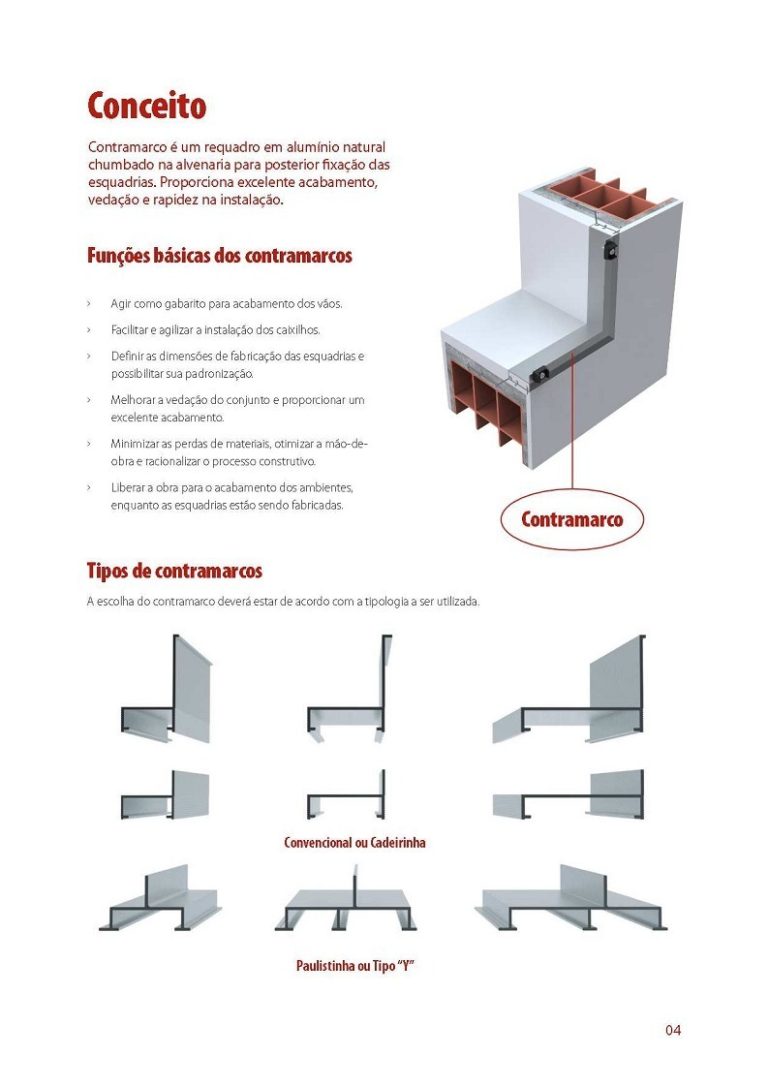 Conceito
Contramarco é um requadro em alumínio natural
chumbado na alvenaria para posterior fixação das
esquadrias. Proporciona excelente acabamento,
vedação e rapidez na instalação.
Funções básicas dos contramarcos
› Agir como gabarito para acabamento dos vãos.
› Facilitar e agilizar a instalação dos caixilhos.
› Definir as dimensões de fabricação das esquadrias e
possibilitar sua padronização.
› Melhorar a vedação do conjunto e proporcionar um
excelente acabamento.
› Minimizar as perdas de materiais, otimizar a mão-de-
obra e racionalizar o processo construtivo.
› Liberar a obra para o acabamento dos ambientes,
enquanto as esquadrias estão sendo fabricadas.
Contramarco
Tipos de contramarcos
A escolha do contramarco deverá estar de acordo com a tipologia a ser utilizada.
Convencional ou Cadeirinha
Paulistinha ou Tipo “Y”
04